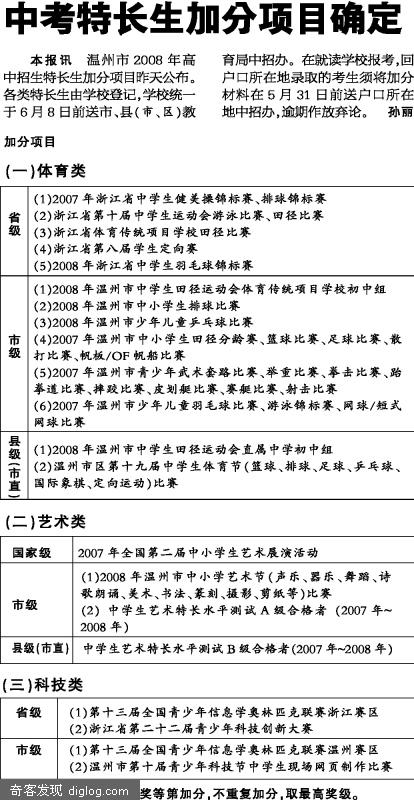 中考特长生加分项目确定
本报讯 温州市2008年高
中招生特长生加分项目昨天公布。
各类特长生由学校登记,学校统一
于6月8日前送市、县(市、区)教
育局中招办。在就读学校报考,回
户口所在地录取的考生须将加分
材料在5月31日前送户口所在
地中招办,逾期作放弃论。 孙丽
加分项目
(一)体育类
省级
(1)2007年浙江省中学生健美操锦标赛、排球锦标赛
(2)浙江省第十届中学生运动会游泳比赛、田径比赛
(3)浙江省体育传统项目学校田径比赛
(4)浙江省第八届学生定向赛
(5)2008年浙江省中学生羽毛球锦标赛
市级
(1)2008年温州市中学生田径运动会体育传统项目学校初中组
(2)2008年温州市中小学生排球比赛
(3)2008年温州市少年儿童乒乓球比赛
(4)2007年温州市中小学生田径分龄赛、篮球比赛、足球比赛、散
打比赛、帆板/OP帆船比赛
(5)2007年温州市青少年武术套路比赛、举重比赛、拳击比赛、跆
拳道比赛、摔跤比赛、皮划艇比赛、赛艇比赛、射击比赛
(6)2007年温州市少年儿童羽毛球比赛、游泳锦标赛、网球/短式
网球比赛
县级(市直)
(1)2008年温州市中学生田径运动会直属中学初中组
(2)温州市区第十九届中学生体育节(篮球、排球、足球、乒乓球、
国际象棋、定向运动)比赛
(二)艺术类
国家级 2007年全国第二届中小学生艺术展演活动
市级
(1)2008年温州市中小学艺术节(声乐、器乐、舞蹈、诗
歌朗诵、美术、书法、篆刻、摄影、剪纸等)比赛
(2) 中学生艺术特长水平测试A级合格者 (2007年~
2008年)
县级(市直) 中学生艺术特长水平测试B级合格者(2007年~2008年)
(三)科技类
省级
(1)第十三届全国青少年信息学奥林匹克联赛浙江赛区
(2)浙江省第二十二届青少年科技创新大赛
市级
(1)第十三届全国青少年信息学奥林匹克联赛温州赛区
(2)温州市第十届青少年科技节中学生现场网页制作比赛
奇客发现 diglog.com 奖等第加分,不重复加分,取最高奖级。